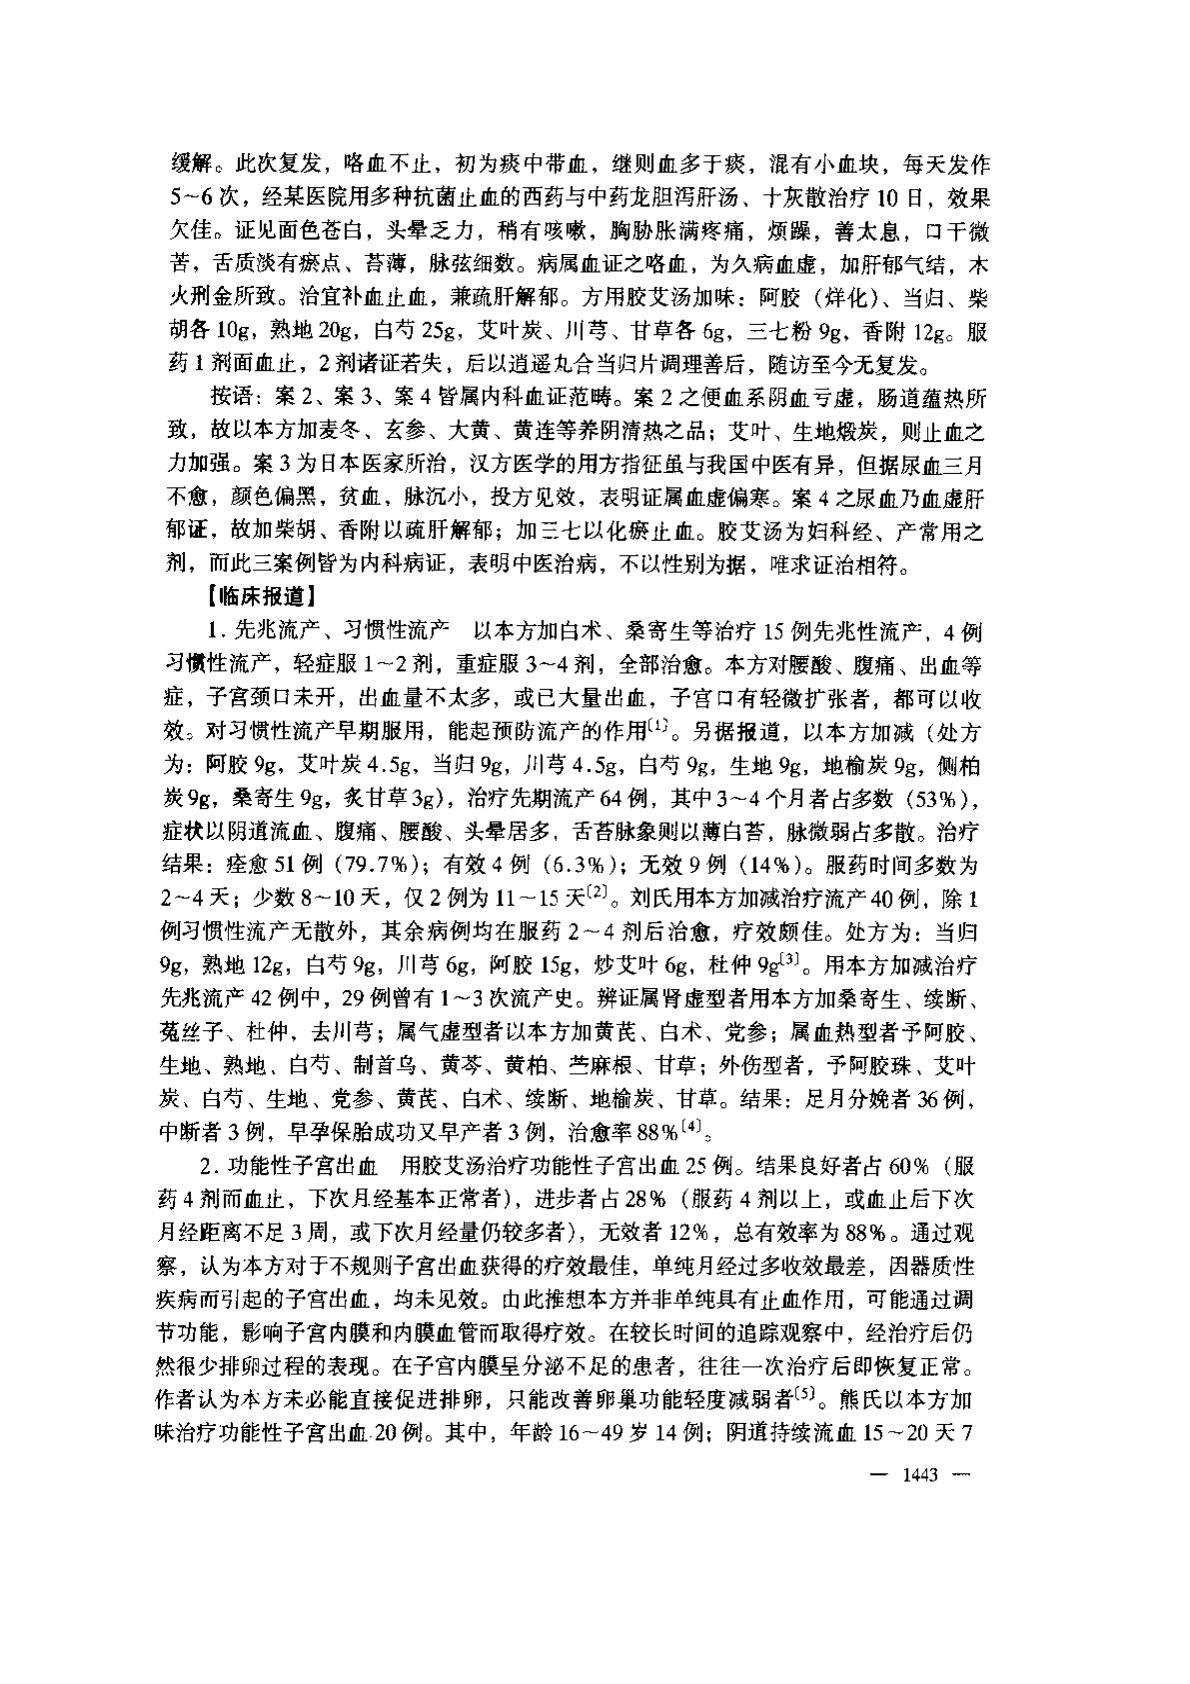 缓解。此次复发，咯血不止，初为痰中带血，继则血多于痰，混有小血块，每天发作
5~6次，经某医院用多种抗菌止血的西药与中药龙胆泻肝汤、十灰散治疗10日，效果
欠佳。证见面色苍白，头晕乏力，稍有咳嗽，胸胁胀满疼痛，烦躁，善太息，口干微
苦，舌质淡有瘀点、苔薄，脉弦细数。病属血证之咯血，为久病血虚，加肝郁气结，木
火刑金所致。治宜补血止血，兼疏肝解郁。方用胶艾汤加味：阿胶（烊化）、当归、柴
胡各10g，熟地20g，白芍25g，艾叶炭、川芎、甘草各6g，三七粉9g，香附12g。服
药1剂面血止，2剂诸证若失，后以逍遥丸合当归片调理善后，随访至今无复发。
按语：案2、案3、案4皆属内科血证范畴。案2之便血系阴血亏虚，肠道蕴热所
致，故以本方加麦冬、玄参、大黄、黄连等养阴清热之品；艾叶、生地煅炭，则止血之
力加强。案3为日本医家所治，汉方医学的用方指征虽与我国中医有异，但据尿血三月
不愈，颜色偏黑，贫血，脉沉小，投方见效，表明证属血虚偏寒。案4之尿血乃血虚肝
郁证，故加柴胡、香附以疏肝解郁；加三七以化瘀止血。胶艾汤为妇科经、产常用之
剂，而此三案例皆为内科病证，表明中医治病，不以性别为据，唯求证治相符。
【临床报道】
1. 先兆流产、习惯性流产　以本方加白术、桑寄生等治疗15例先兆性流产，4例
习惯性流产，轻症服1~2剂，重症服3~4剂，全部治愈。本方对腰酸、腹痛、出血等
症，子宫颈口未开，出血量不太多，或已大量出血，子宫口有轻微扩张者，都可以收
效。对习惯性流产早期服用，能起预防流产的作用〔1〕。另据报道，以本方加减（处方
为：阿胶9g，艾叶炭4.5g，当归9g，川芎4.5g，白芍9g，生地9g，地榆炭9g，侧柏
炭9g，桑寄生9g，炙甘草3g），治疗先期流产64例，其中3~4个月者占多数（53%），
症状以阴道流血、腹痛、腰酸、头晕居多，舌苔脉象则以薄白苔，脉微弱占多散。治疗
结果：痊愈51例（79.7%）；有效4例（6.3%）；无效9例（14%）。服药时间多数为
2~4天；少数8~10天，仅2例为11~15天〔2〕。刘氏用本方加减治疗流产40例，除1
例习惯性流产无散外，其余病例均在服药2~4剂后治愈，疗效颇佳。处方为：当归
9g，熟地12g，白芍9g，川芎6g，阿胶15g，炒艾叶6g，杜仲9g〔3〕。用本方加减治疗
先兆流产42例中，29例曾有1~3次流产史。辨证属肾虚型者用本方加桑寄生、续断、
菟丝子、杜仲，去川芎；属气虚型者以本方加黄芪、白术、党参；属血热型者予阿胶、
生地、熟地、白芍、制首乌、黄芩、黄柏、苎麻根、甘草；外伤型者，予阿胶珠、艾叶
炭、白芍、生地、党参、黄芪、白术、续断、地榆炭、甘草。结果：足月分娩者36例，
中断者3例，早孕保胎成功又早产者3例，治愈率88%〔4〕。
2. 功能性子宫出血　用胶艾汤治疗功能性子宫出血25例。结果良好者占60%（服
药4剂而血止，下次月经基本正常者），进步者占28%（服药4剂以上，或血止后下次
月经距离不足3周，或下次月经量仍较多者），无效者12%，总有效率为88%。通过观
察，认为本方对于不规则子宫出血获得的疗效最佳，单纯月经过多收效最差，因器质性
疾病而引起的子宫出血，均未见效。由此推想本方并非单纯具有止血作用，可能通过调
节功能，影响子宫内膜和内膜血管而取得疗效。在较长时间的追踪观察中，经治疗后仍
然很少排卵过程的表现。在子宫内膜呈分泌不足的患者，往往一次治疗后即恢复正常。
作者认为本方未必能直接促进排卵，只能改善卵巢功能轻度减弱者〔5〕。熊氏以本方加
味治疗功能性子宫出血20例。其中，年龄16~49岁14例；阴道持续流血15~20天7
— 1443 —